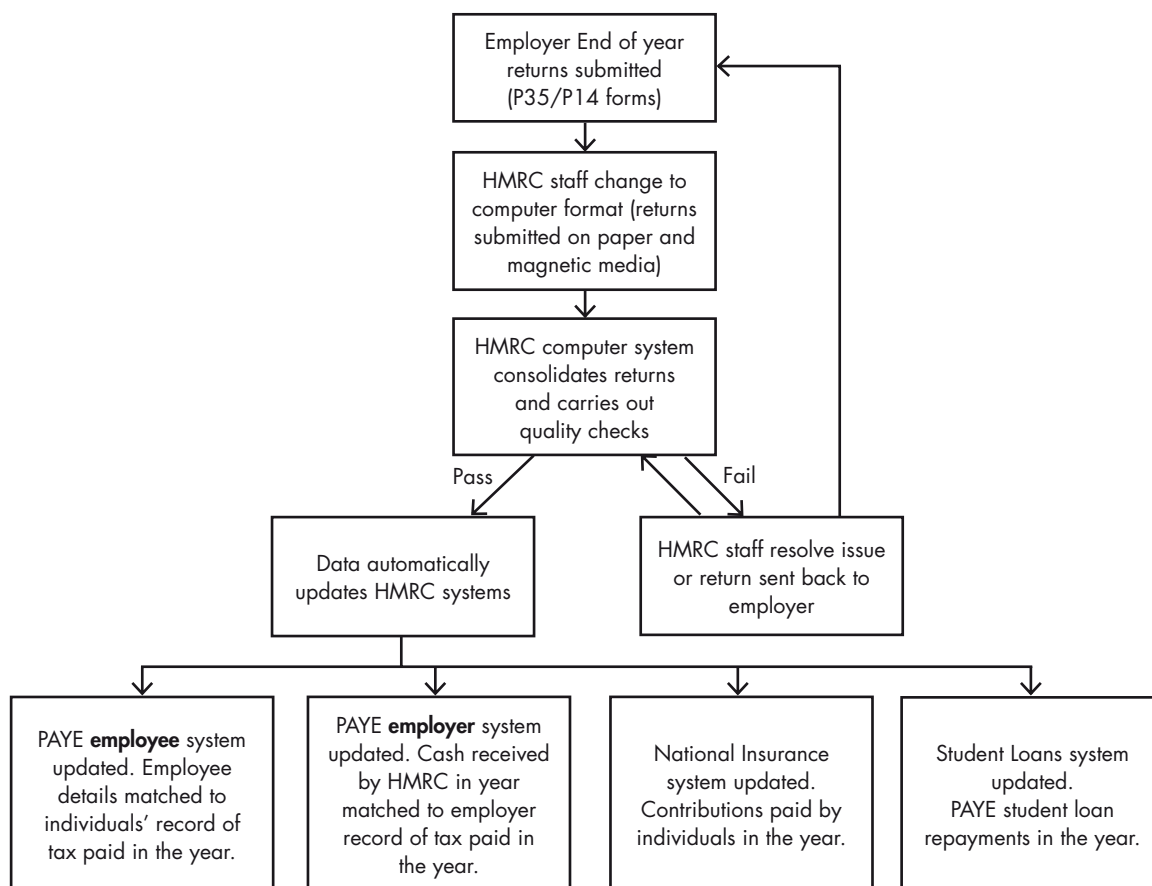 Employer End of year
returns submitted
(P35/P14 forms)
HMRC staff change to
computer format (returns
submitted on paper and
magnetic media)
HMRC computer system
consolidates returns
and carries out
quality checks
Pass
Fail
Data automatically
updates HMRC systems
HMRC staff resolve issue
or return sent back to
employer
PAYE employee system
updated. Employee
details matched to
individuals’ record of
tax paid in the year.
PAYE employer system
updated. Cash received
by HMRC in year
matched to employer
record of tax paid in
the year.
National Insurance
system updated.
Contributions paid by
individuals in the year.
Student Loans system
updated.
PAYE student loan
repayments in the year.